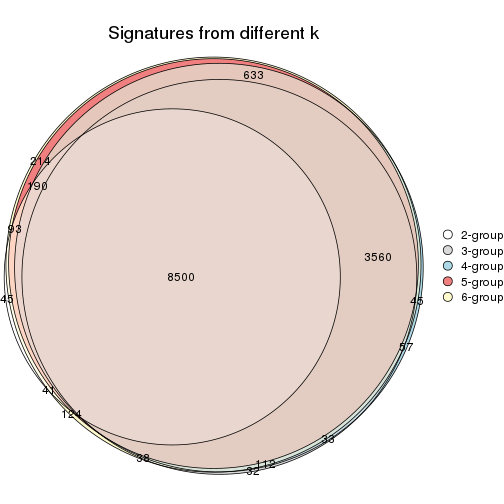 Signatures from different k
633
214
190
93
3560
8500
45
45
57
41
124
33
38
112
32
2-group
3-group
4-group
5-group
6-group